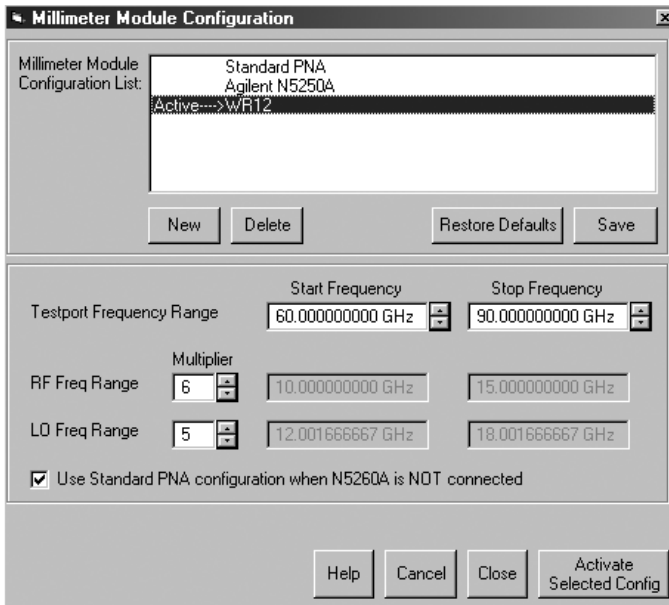 Millimeter Module Configuration
Millimeter Module
Configuration List:
Standard PNA
Agilent N5250A
Active---->WR12
New
Delete
Restore Defaults
Save
Start Frequency
Stop Frequency
Testport Frequency Range
60.000000000 GHz
90.000000000 GHz
Multiplier
RF Freq Range
6
10.000000000 GHz
15.000000000 GHz
LO Freq Range
5
12.001666667 GHz
18.001666667 GHz
Use Standard PNA configuration when N5260A is NOT connected
Help
Cancel
Close
Activate
Selected Config